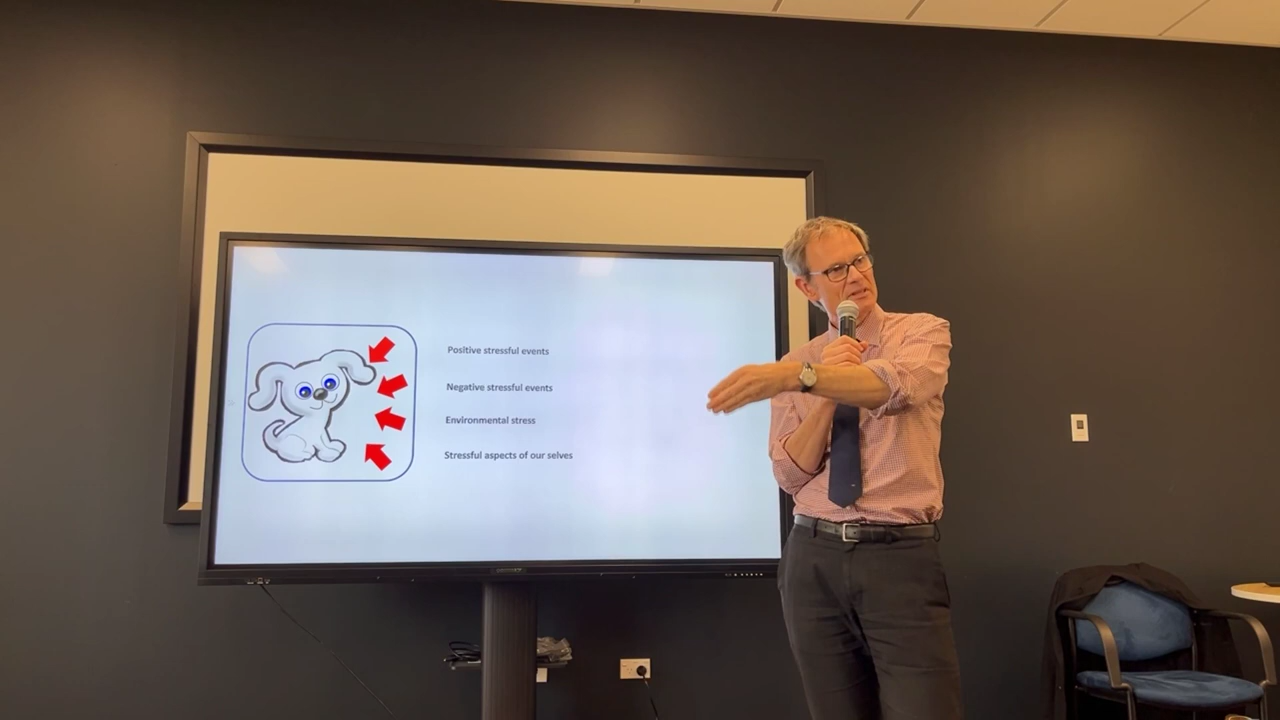 Positive stressful events
Negative stressful events
Environmental stress
Stressful aspects of our selves